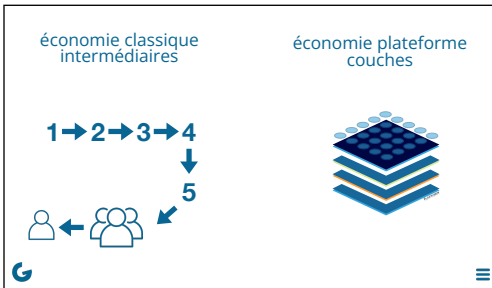 économie classique
intermédiaires
économie plateforme
couches
1 2 3 4
5